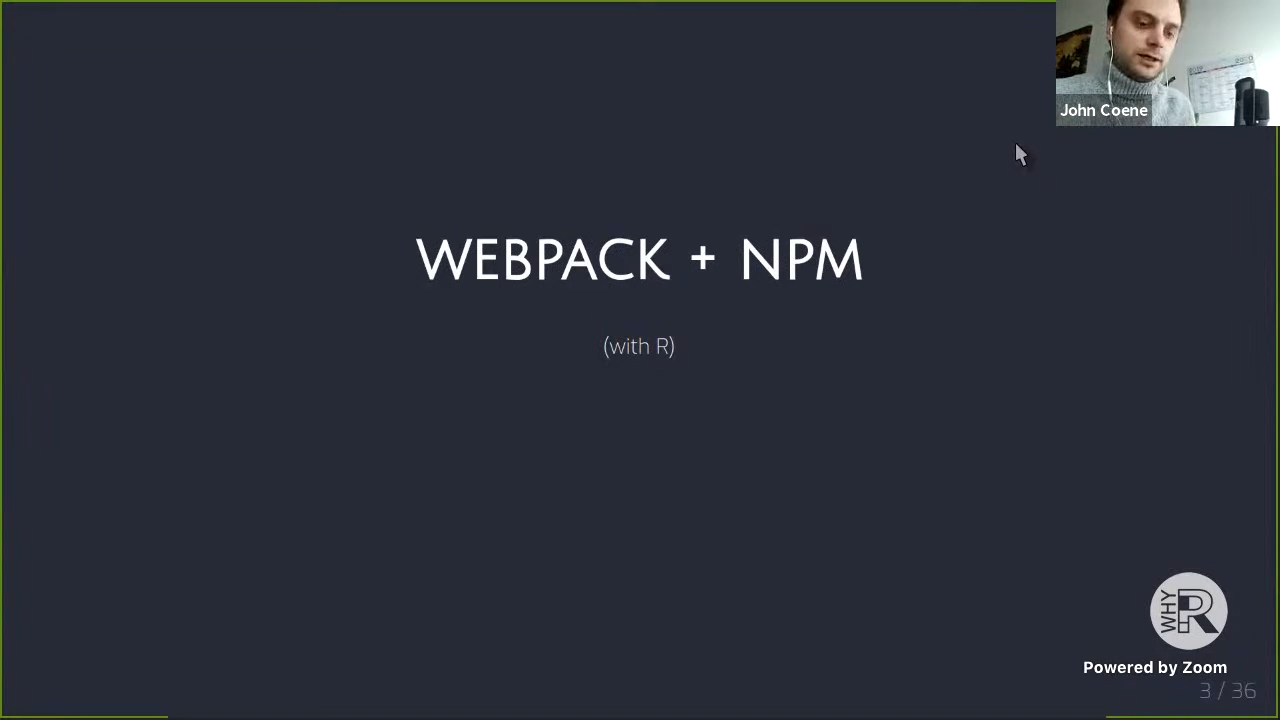 John Coene
WEBPACK + NPM
(with R)
WHY R
Powered by Zoom
3 / 36